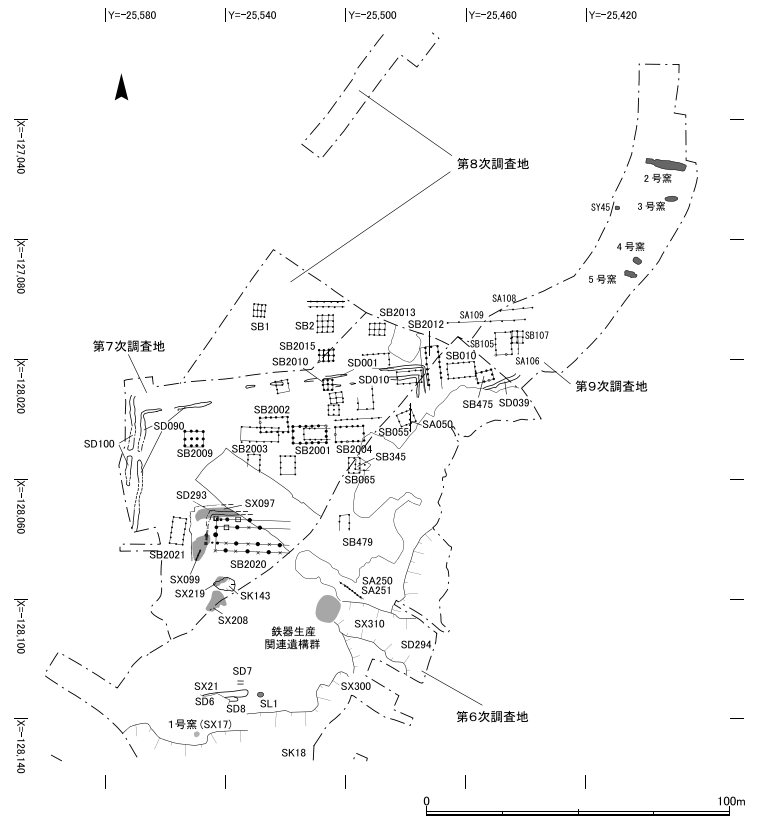 Y=-25,580
Y=-25,540
Y=-25,500
Y=-25,460
Y=-25,420
X=-127,040
X=-127,080
X=-128,020
X=-128,060
X=-128,100
X=-128,140
第8次調査地
2号窯
SY45
3号窯
4号窯
5号窯
SA108
SA109
SB1
SB2
SB2013
SB2012
SB105
SB107
SA106
第7次調査地
SB2015
SB2010
SD001
SB010
SD010
第9次調査地
SB475
SD039
SD100
SD090
SB2002
SB2009
SB2003
SB2001
SB2004
SB055
SA050
SB345
SB065
SD293
SX097
SB479
SB2021
SB2020
SX099
SX219
SK143
SX208
SA250
SA251
SX310
鉄器生産
関連遺構群
SD294
SD7
SX21
SD6
SD8
SL1
SX300
第6次調査地
1号窯(SX17)
SK18
0
100m